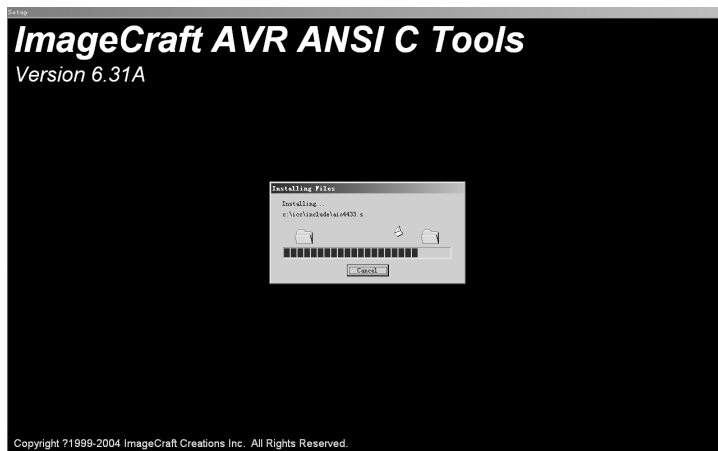 Setup
ImageCraft AVR ANSI C Tools
Version 6.31A
Installing Files
Installing...
c:\icc\include\aio4433.s
Cancel
Copyright ?1999-2004 ImageCraft Creations Inc. All Rights Reserved.